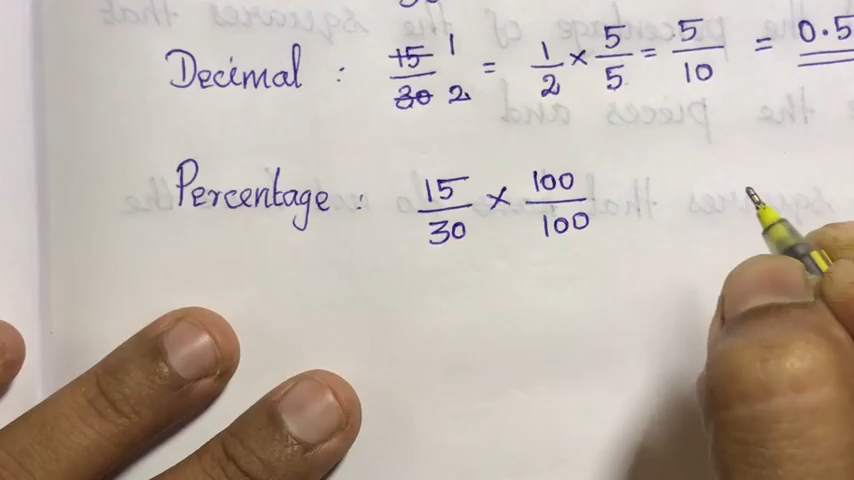 Decimal : 15/30 1/2 = 1/2 × 5/5 = 5/10 = 0.5
Percentage : 15/30 × 100/100